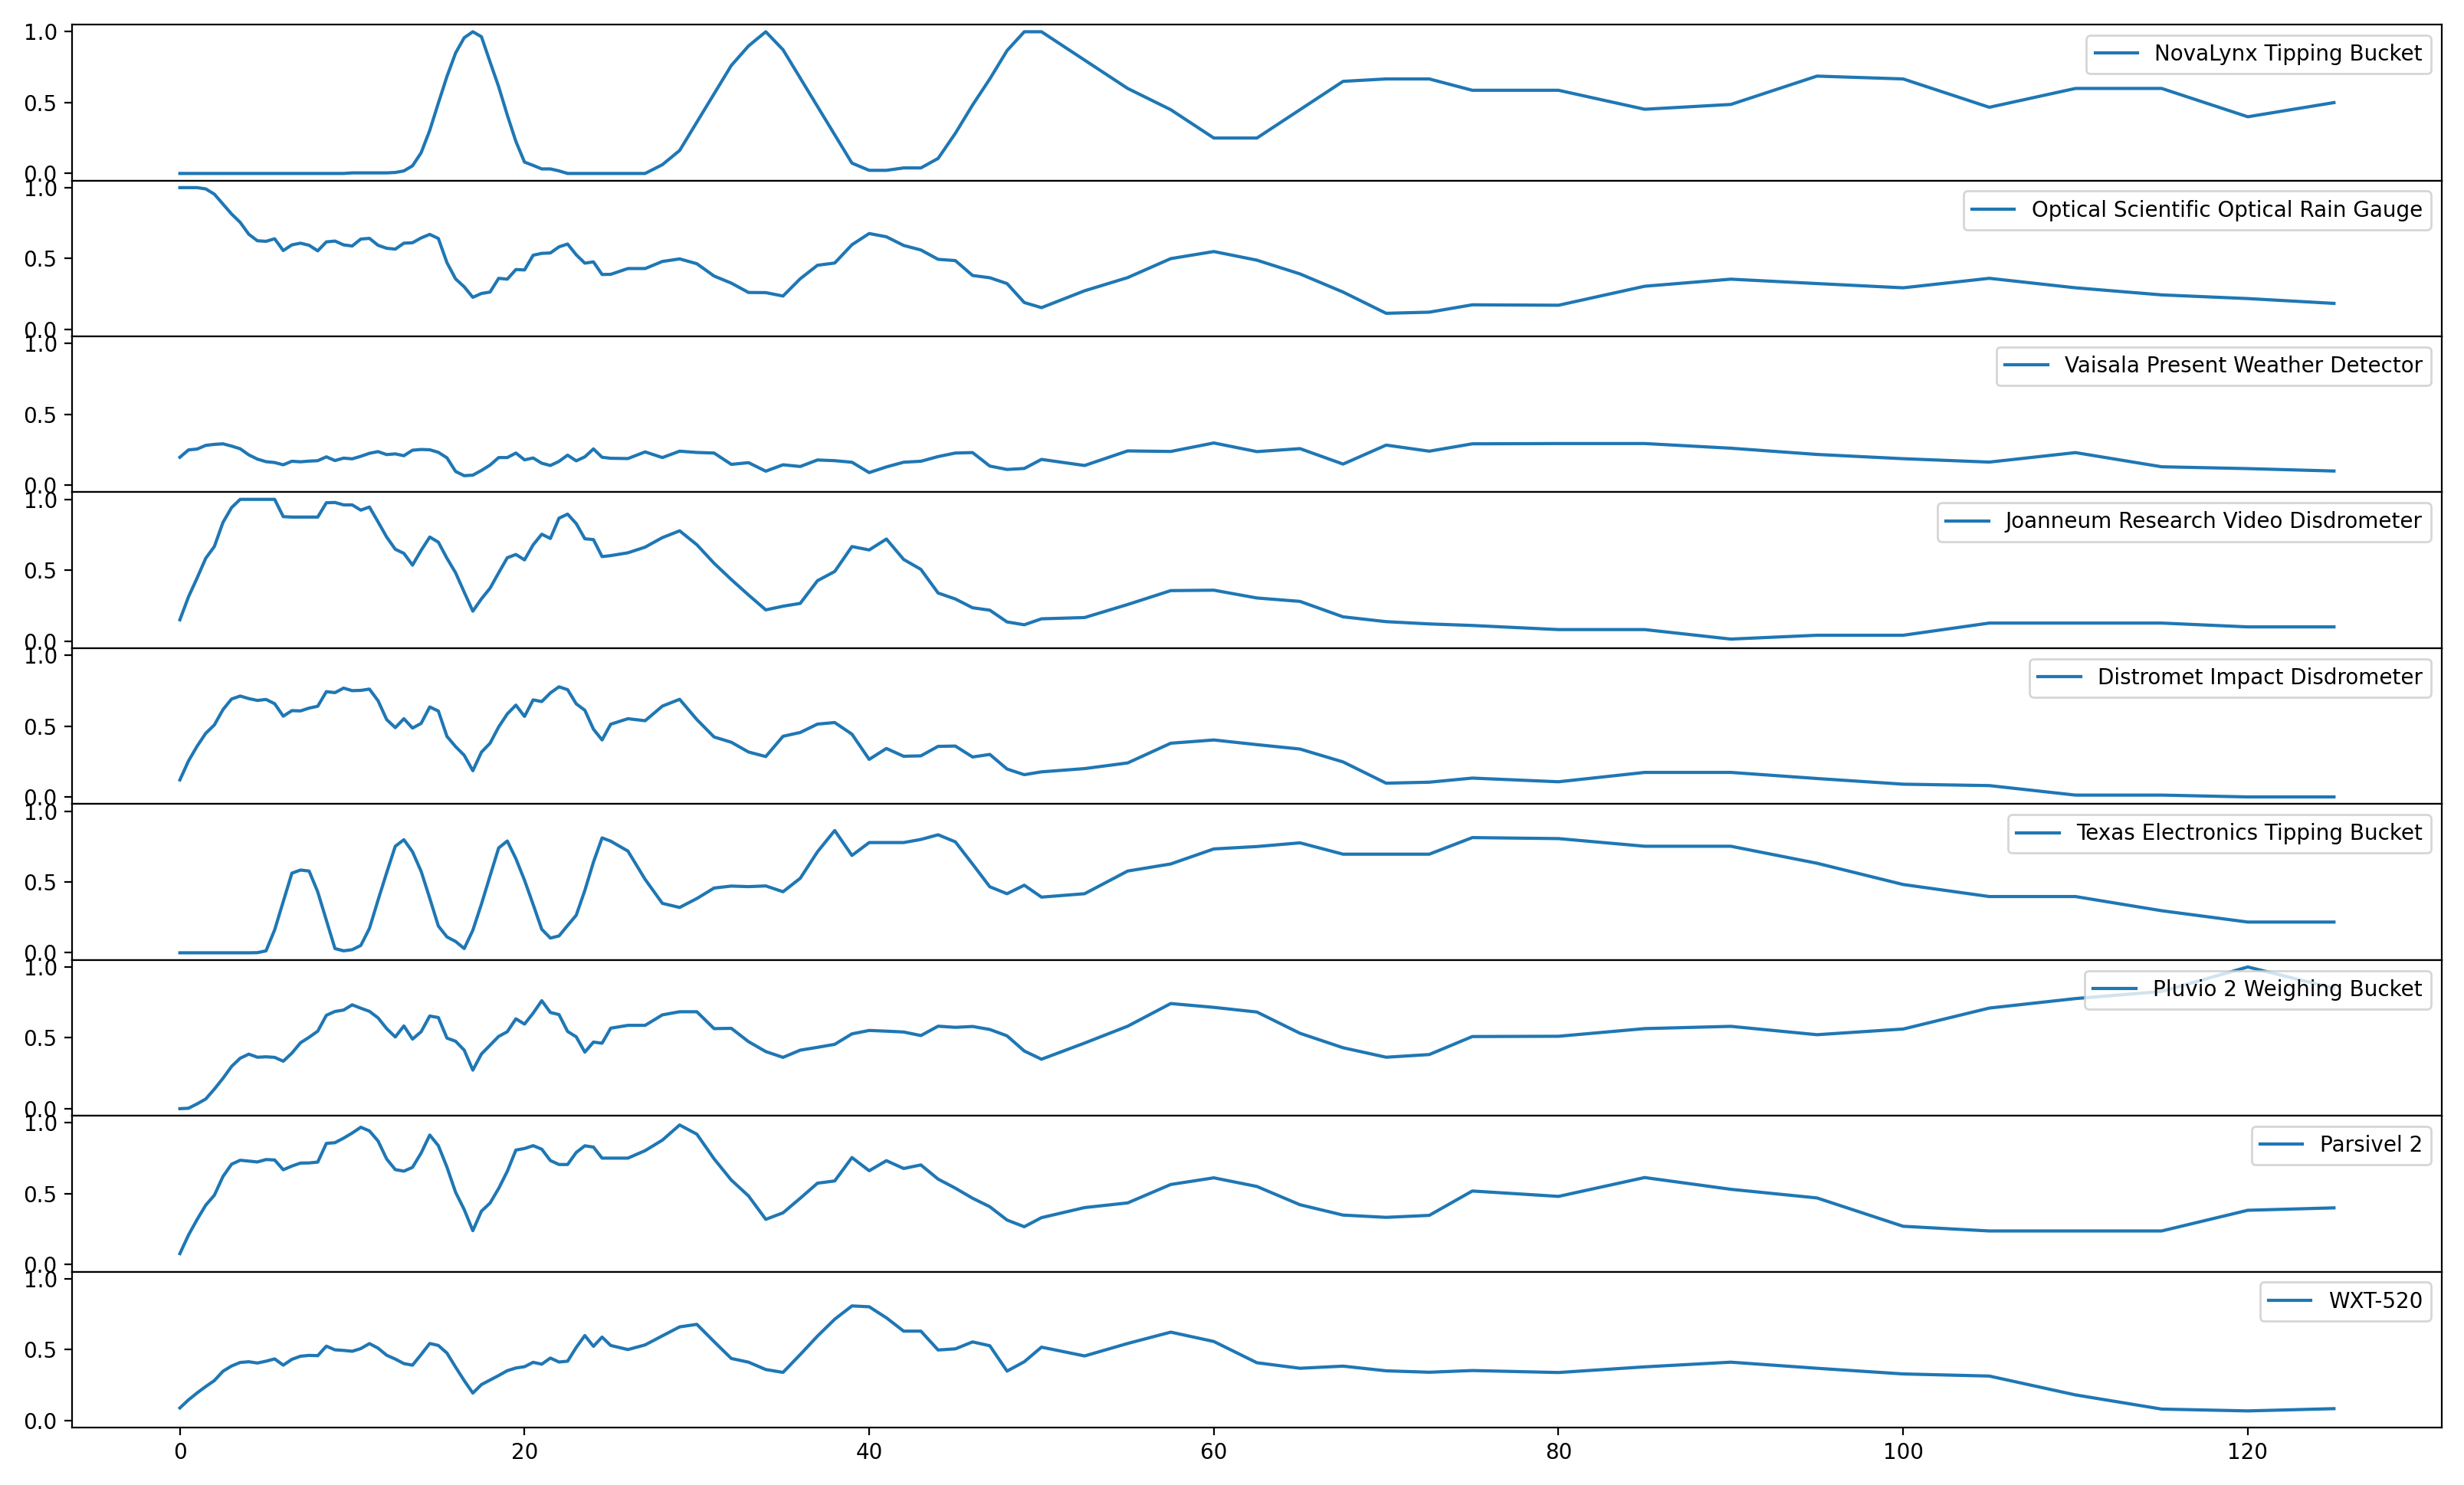 1.0
NovaLynx Tipping Bucket
0.5
0.0
1.0
Optical Scientific Optical Rain Gauge
0.5
0.0
1.0
Vaisala Present Weather Detector
0.5
0.0
1.0
Joanneum Research Video Disdrometer
0.5
0.0
1.0
Distromet Impact Disdrometer
0.5
0.0
1.0
Texas Electronics Tipping Bucket
0.5
0.0
1.0
Pluvio 2 Weighing Bucket
0.5
0.0
1.0
Parsivel 2
0.5
0.0
1.0
WXT-520
0.5
0.0
0 20 40 60 80 100 120